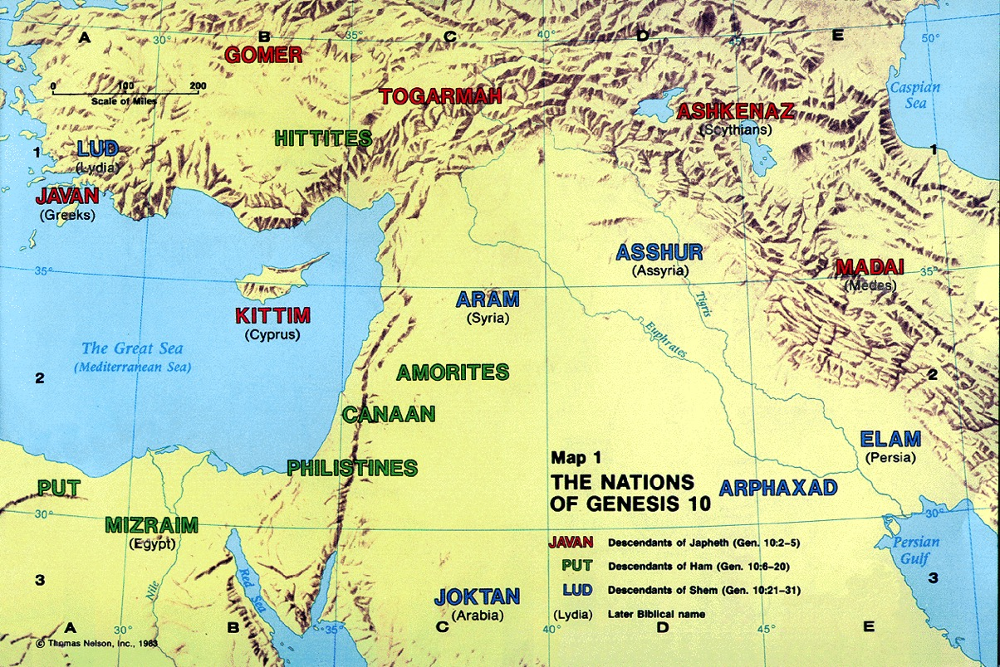 A
B
C
D
E
30°
35°
40°
45°
50°
GOMER
0 100 200
Scale of Miles
TOGARMAH
Caspian
Sea
ASHKENAZ
(Scythians)
HITTITES
1
LUD
(Lydia)
1
JAVAN
(Greeks)
ASSHUR
(Assyria)
MADAI
(Medes)
35°
35°
ARAM
(Syria)
Tigris
KITTIM
(Cyprus)
Euphrates
The Great Sea
(Mediterranean Sea)
AMORITES
2
2
CANAAN
ELAM
(Persia)
PHILISTINES
Map 1
THE NATIONS
OF GENESIS 10
ARPHAXAD
PUT
30°
30°
MIZRAIM
(Egypt)
Persian
Gulf
JAVAN Descendants of Japheth (Gen. 10:2–5)
PUT Descendants of Ham (Gen. 10:6–20)
LUD Descendants of Shem (Gen. 10:21–31)
(Lydia) Later Biblical name
3
3
Nile
Red Sea
JOKTAN
(Arabia)
A
B
C
D
E
30°
35°
40°
45°
© Thomas Nelson, Inc., 1983